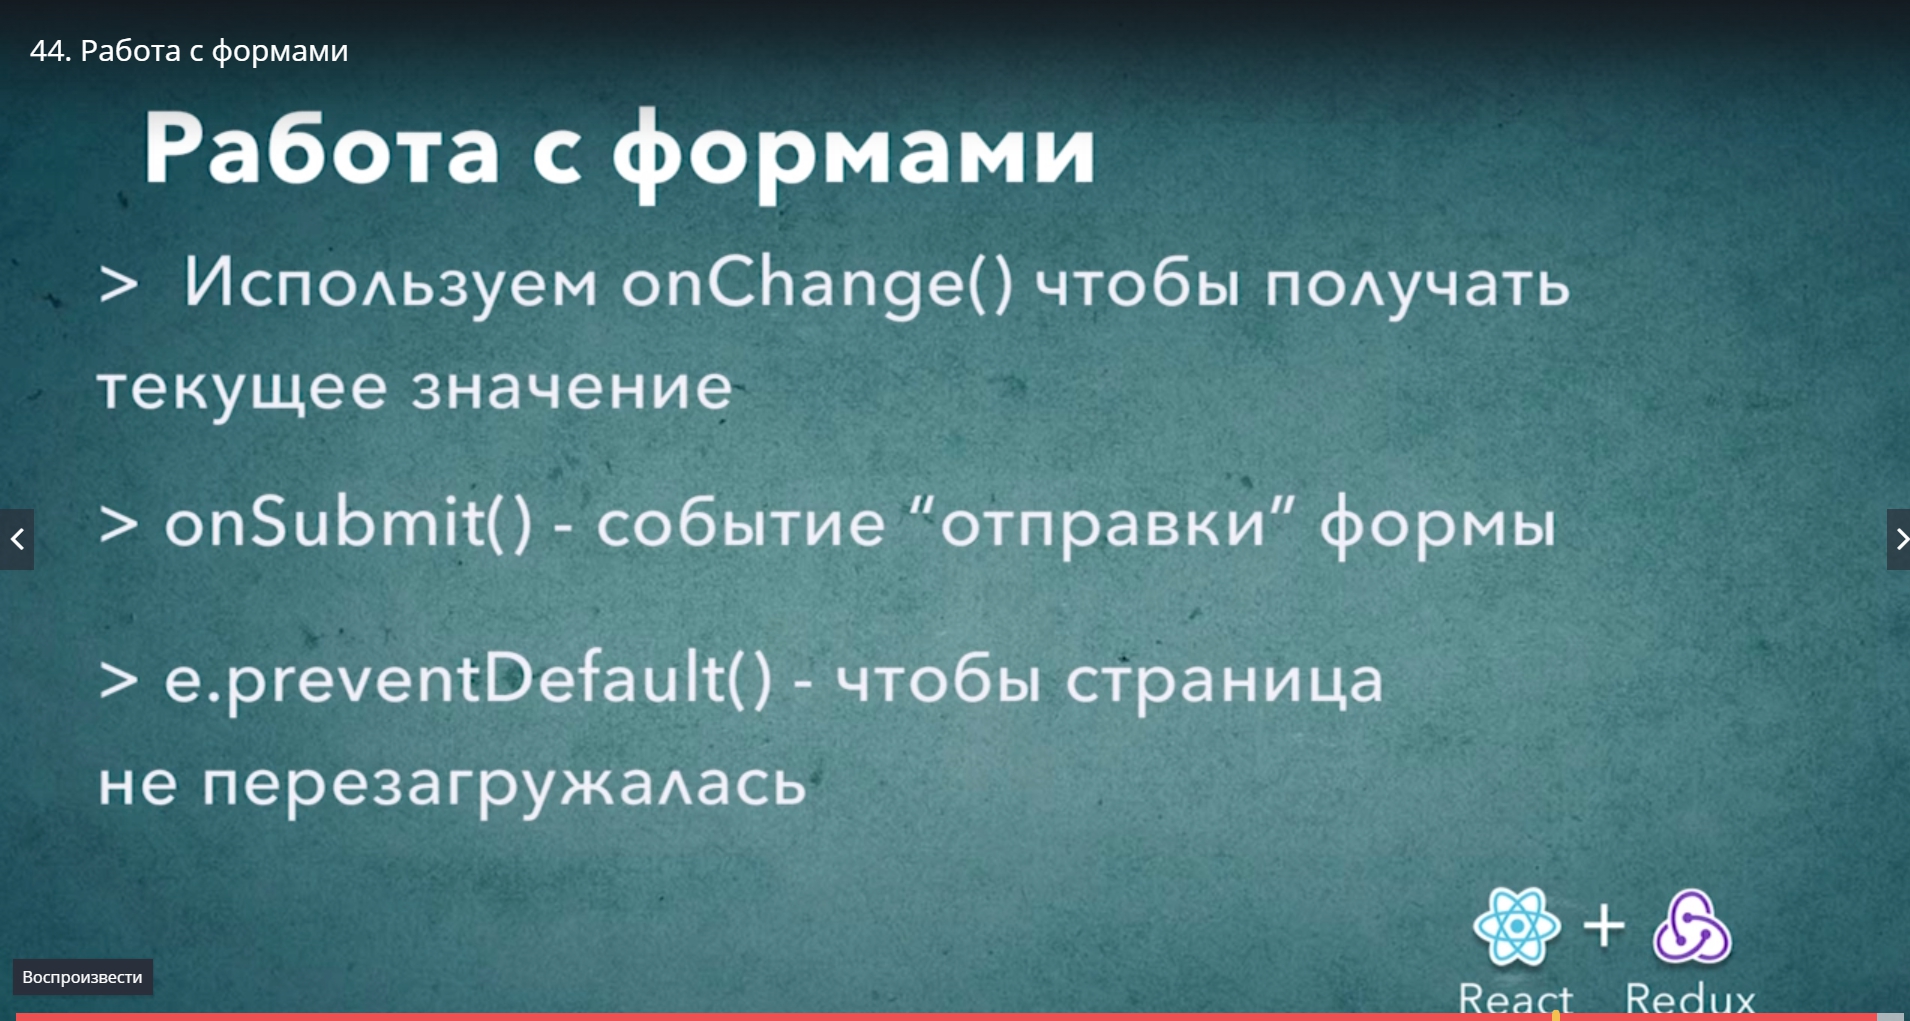 44. Работа с формами
Работа с формами
> Используем onChange() чтобы получать
текущее значение
> onSubmit() - событие “отправки” формы
> e.preventDefault() - чтобы страница
не перезагружалась
Воспроизвести
React Redux